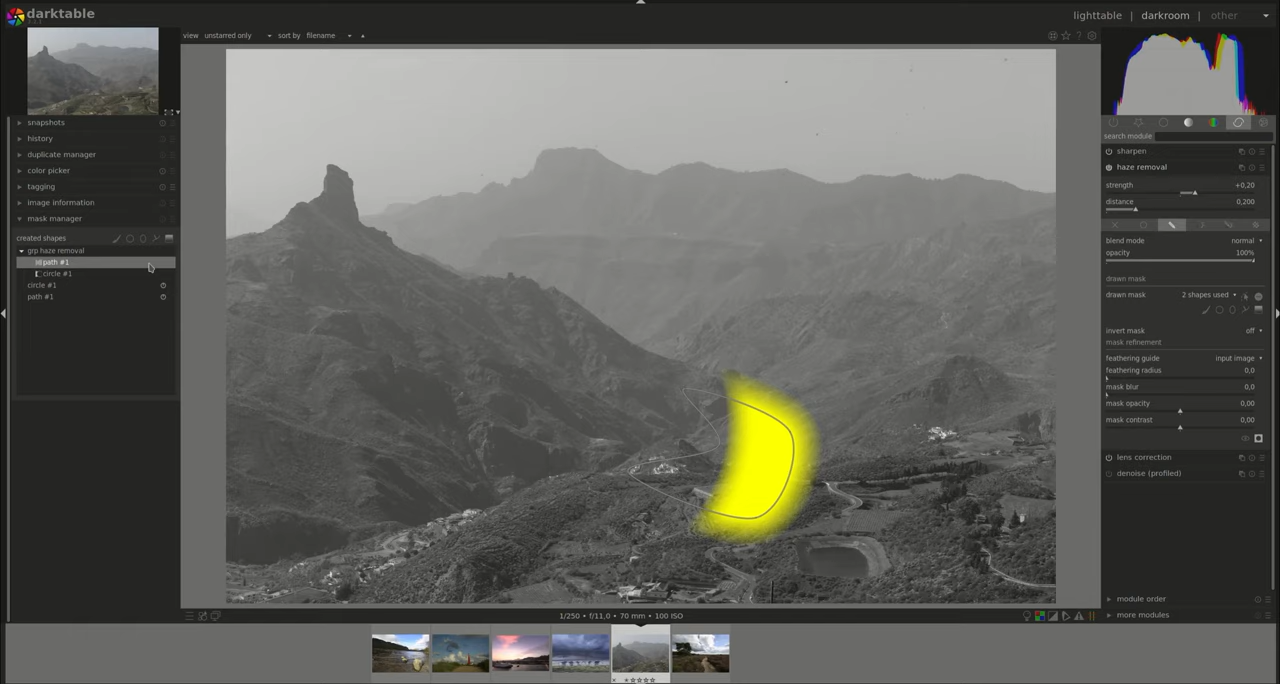 darktable
lighttable | darkroom | other
view unstarred only sort by filename
snapshots
history
duplicate manager
color picker
tagging
image information
mask manager
created shapes
grp haze removal
path #1
circle #1
circle #1
path #1
search module
sharpen
haze removal
strength +0,20
distance 0,200
blend mode normal
opacity 100%
drawn mask
drawn mask 2 shapes used
invert mask off
mask refinement
feathering guide input image
feathering radius 0,0
mask blur 0,0
mask opacity 0,00
mask contrast 0,00
lens correction
denoise (profiled)
module order
more modules
1/250 • f/11,0 • 70 mm • 100 ISO